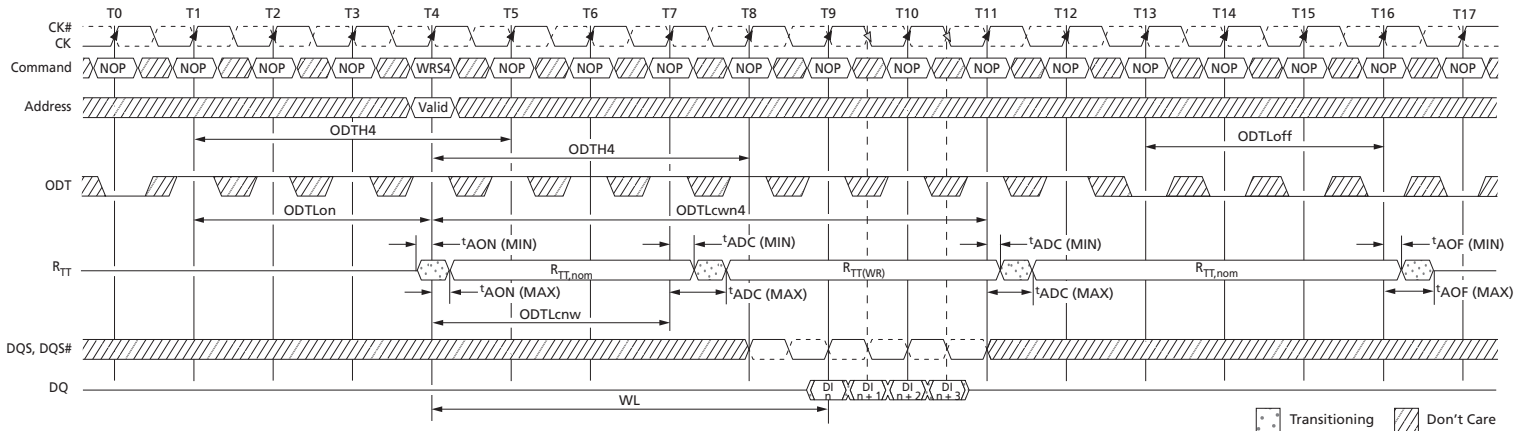 T0 T1 T2 T3 T4 T5 T6 T7 T8 T9 T10 T11 T12 T13 T14 T15 T16 T17
CK#
CK
Command NOP NOP NOP NOP WRS4 NOP NOP NOP NOP NOP NOP NOP NOP NOP NOP NOP NOP NOP
Address Valid
ODTH4 ODTLoff
ODTH4
ODT
ODTLon ODTLcwn4
tAON (MIN) tADC (MIN) tADC (MIN) tAOF (MIN)
RTT RTT,nom RTT(WR) RTT,nom
tAON (MAX) tADC (MAX) tADC (MAX) tAOF (MAX)
ODTLcnw
DQS, DQS#
DQ DI n DI n + 1 DI n + 2 DI n + 3
WL
Transitioning Don't Care